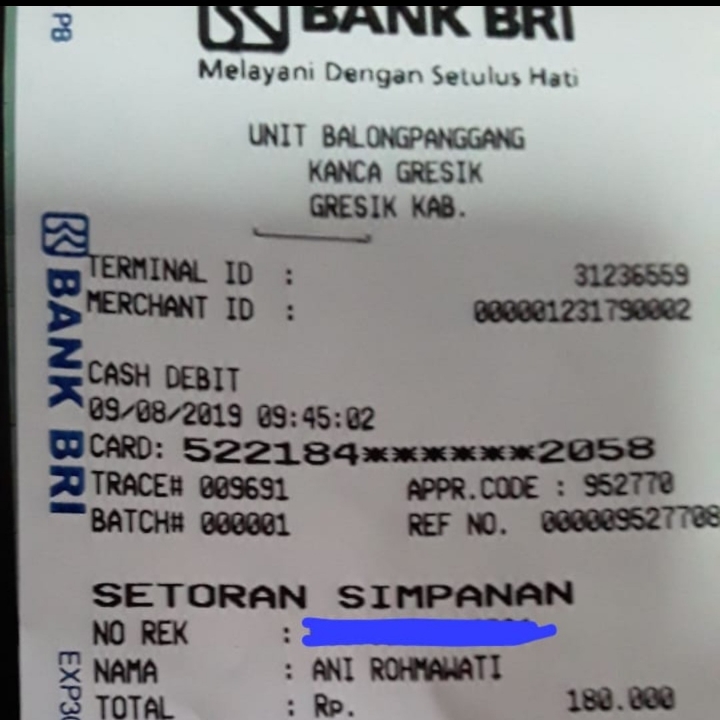 BANK BRI
Melayani Dengan Setulus Hati
UNIT BALONGPANGGANG
KANCA GRESIK
GRESIK KAB.
TERMINAL ID : 31236559
MERCHANT ID : 000001231790002
CASH DEBIT
09/08/2019 09:45:02
CARD: 522184******2058
TRACE# 009691 APPR.CODE : 952770
BATCH# 000001 REF NO. 000009527708
SETORAN SIMPANAN
NO REK :
NAMA : ANI ROHMAWATI
TOTAL : Rp. 180.000
PB
BANK BRI